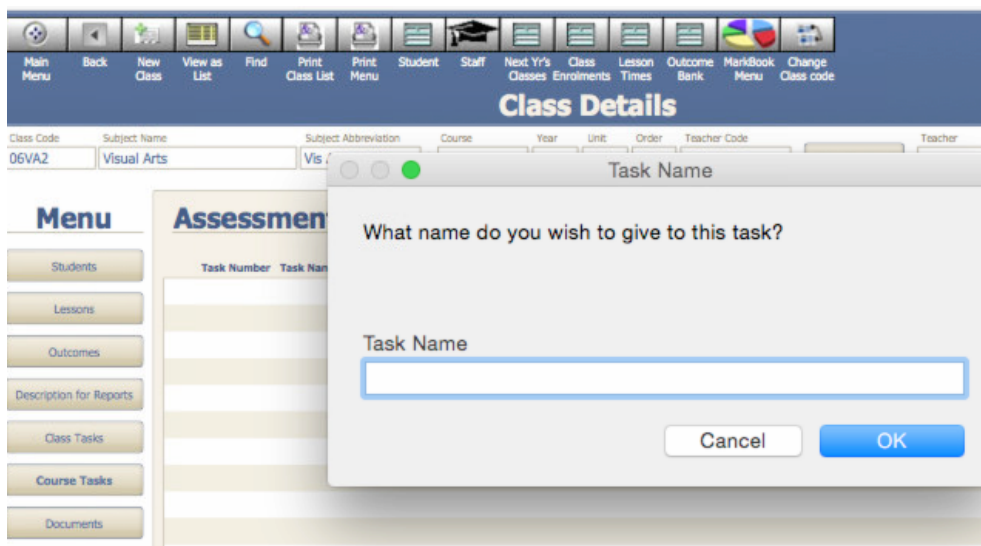 Main Menu
Back
New Class
View as List
Find
Print Class List
Print Menu
Student
Staff
Next Yr's Classes
Class Enrolments
Lesson Times
Outcome Bank
MarkBook Menu
Change Class code
Class Details
Class Code
Subject Name
Subject Abbreviation
Course
Year
Unit
Order
Teacher Code
Teacher
06VA2
Visual Arts
Vis
Task Name
What name do you wish to give to this task?
Task Name
Cancel
OK
Menu
Students
Lessons
Outcomes
Description for Reports
Class Tasks
Course Tasks
Documents
Assessmen
Task Number
Task Nam